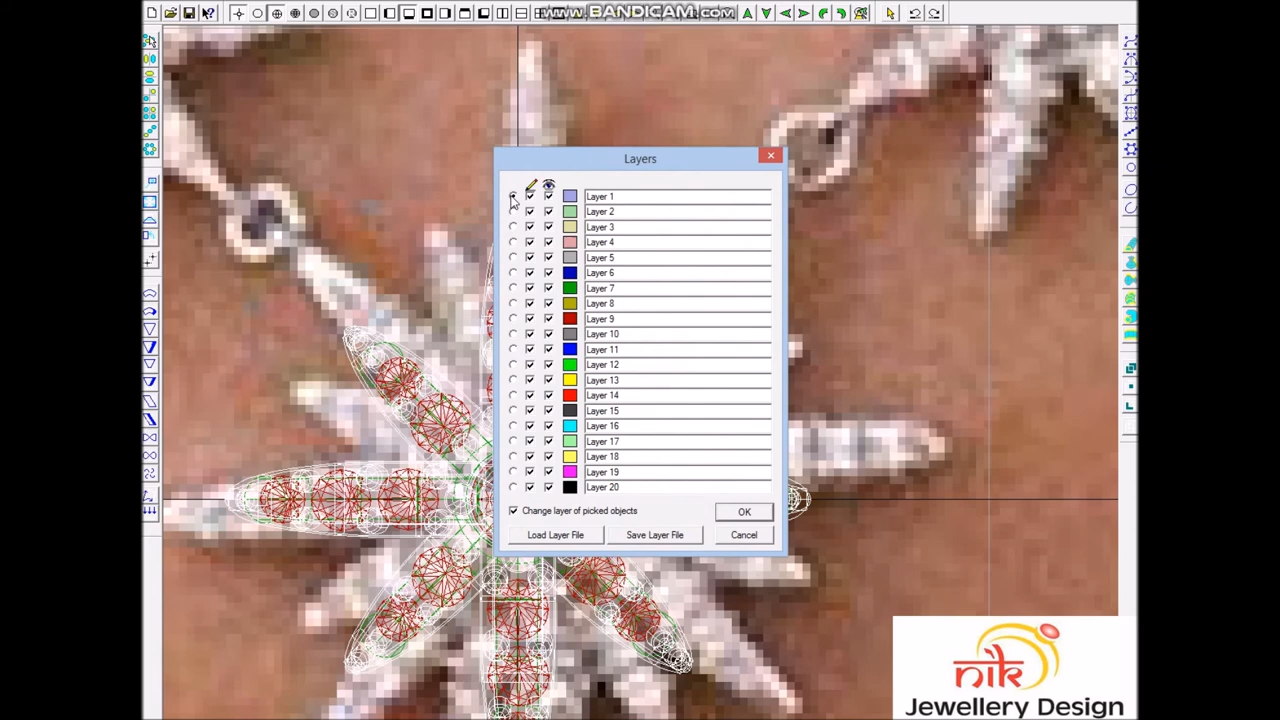 www.BANDICAM.com
Layers
Layer 1
Layer 2
Layer 3
Layer 4
Layer 5
Layer 6
Layer 7
Layer 8
Layer 9
Layer 10
Layer 11
Layer 12
Layer 13
Layer 14
Layer 15
Layer 16
Layer 17
Layer 18
Layer 19
Layer 20
Change layer of picked objects
OK
Load Layer File
Save Layer File
Cancel
निक
Jewellery Design